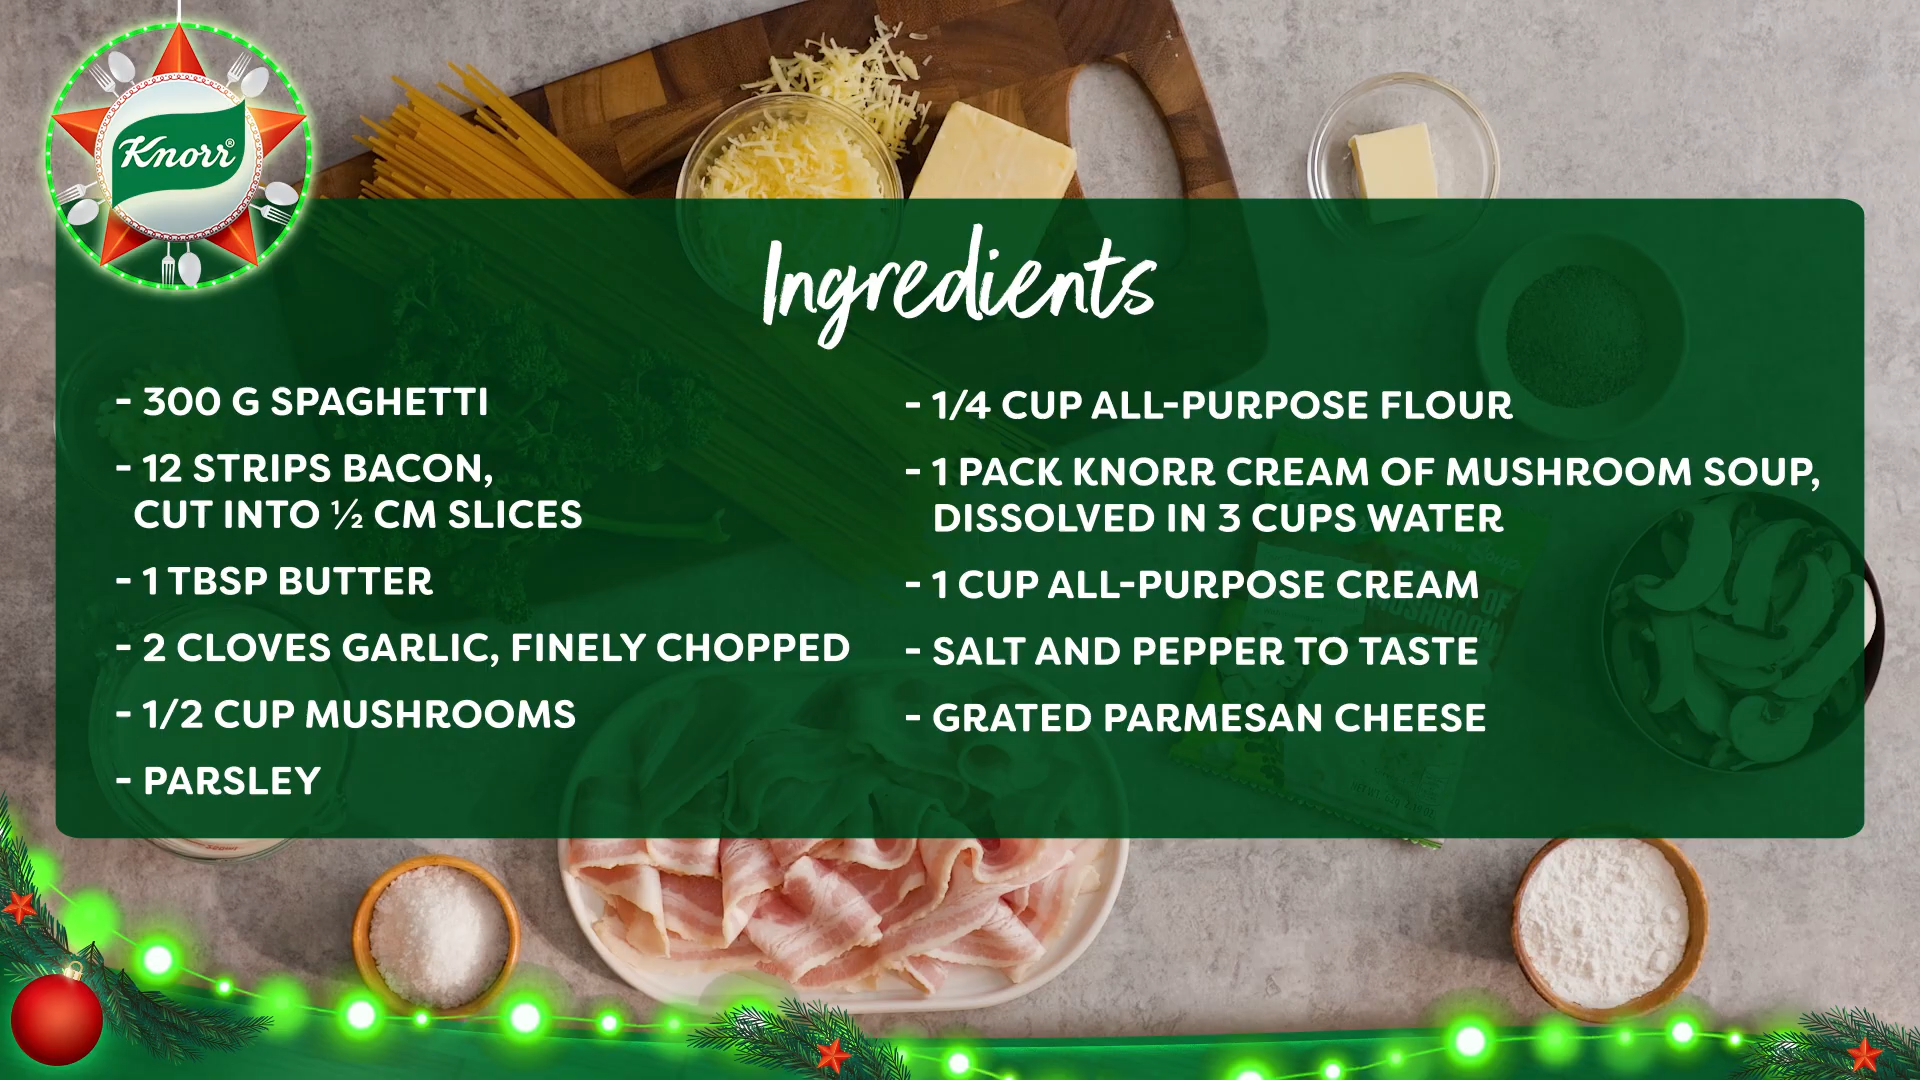 Knorr®
Ingredients
- 300 G SPAGHETTI
- 12 STRIPS BACON,
CUT INTO ½ CM SLICES
- 1 TBSP BUTTER
- 2 CLOVES GARLIC, FINELY CHOPPED
- 1/2 CUP MUSHROOMS
- PARSLEY
- 1/4 CUP ALL-PURPOSE FLOUR
- 1 PACK KNORR CREAM OF MUSHROOM SOUP,
DISSOLVED IN 3 CUPS WATER
- 1 CUP ALL-PURPOSE CREAM
- SALT AND PEPPER TO TASTE
- GRATED PARMESAN CHEESE